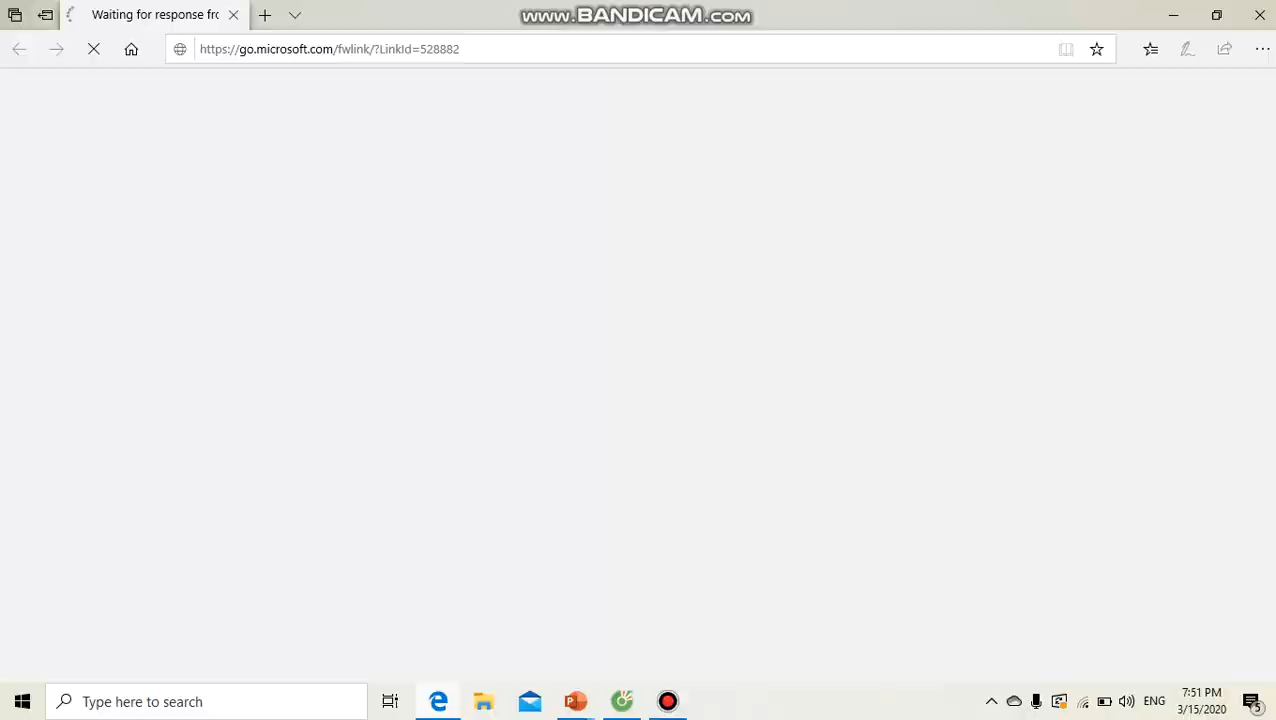 Waiting for response fro
www.BANDICAM.com
https://go.microsoft.com/fwlink/?LinkId=528882
Type here to search
ENG
7:51 PM
3/15/2020
5